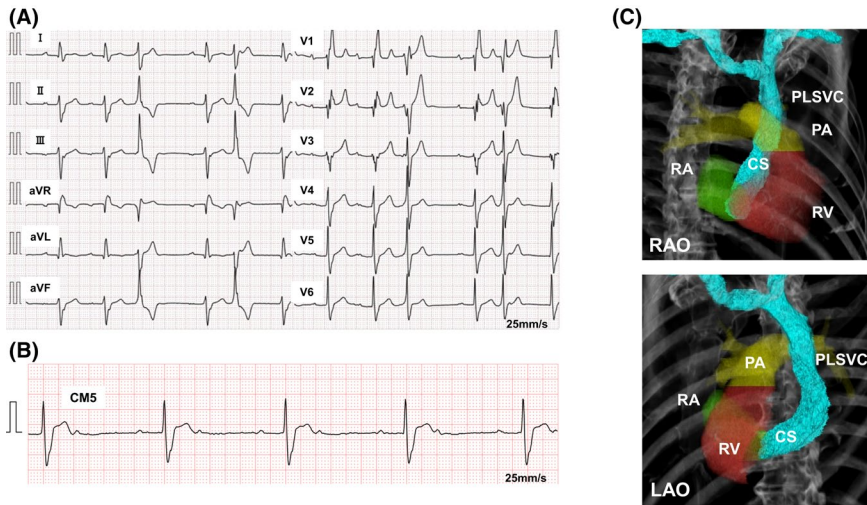 (A)
I
II
III
aVR
aVL
aVF
V1
V2
V3
V4
V5
V6
25mm/s
(B)
CM5
25mm/s
(C)
PLSVC
PA
CS
RA
RV
RAO
PA
PLSVC
RA
CS
RV
LAO